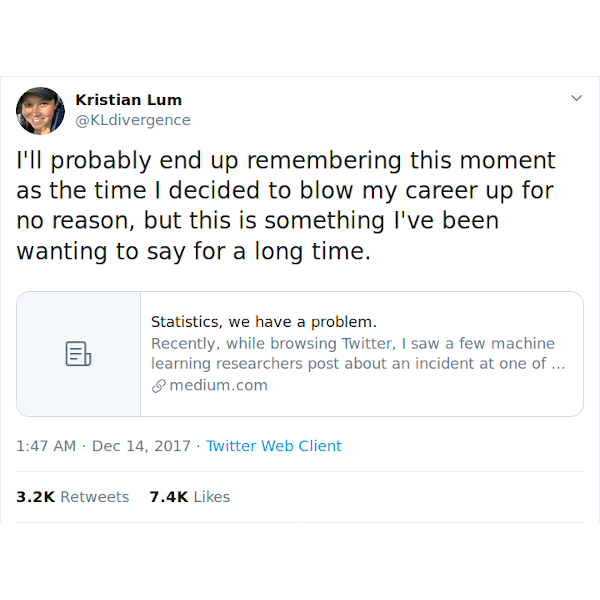 Kristian Lum
@KLdivergence
I'll probably end up remembering this moment
as the time I decided to blow my career up for
no reason, but this is something I've been
wanting to say for a long time.
Statistics, we have a problem.
Recently, while browsing Twitter, I saw a few machine
learning researchers post about an incident at one of ...
medium.com
1:47 AM · Dec 14, 2017 · Twitter Web Client
3.2K Retweets 7.4K Likes